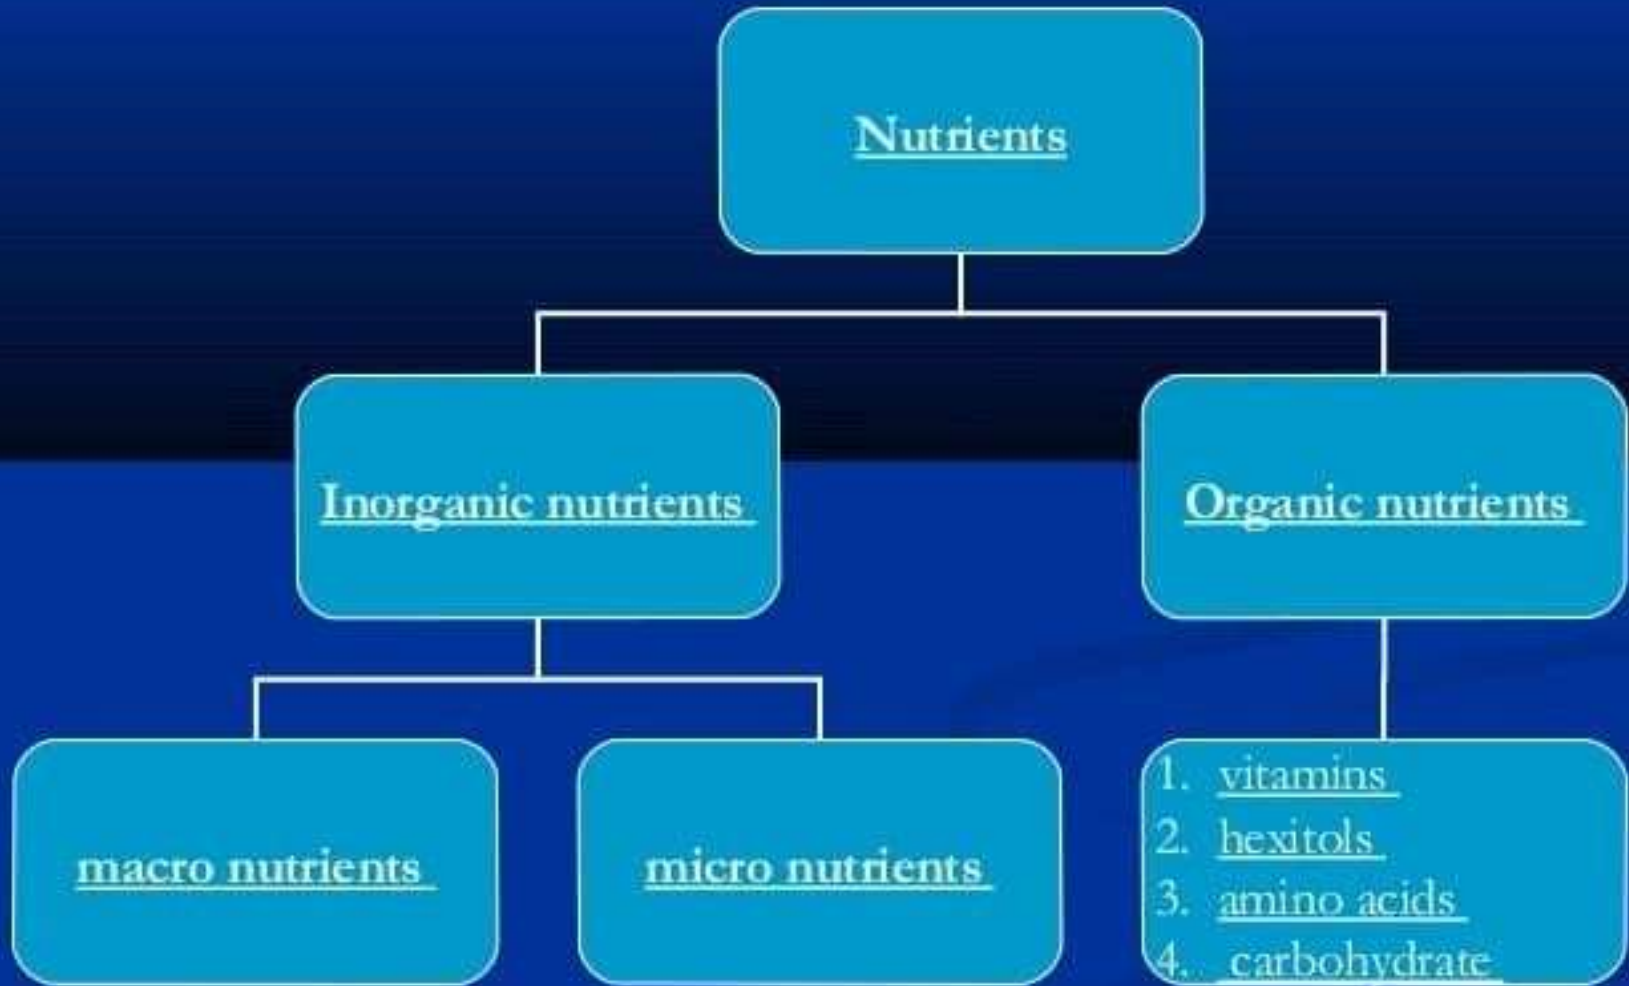 Nutrients
Inorganic nutrients
Organic nutrients
macro nutrients
micro nutrients
1. vitamins
2. hexitols
3. amino acids
4. carbohydrate